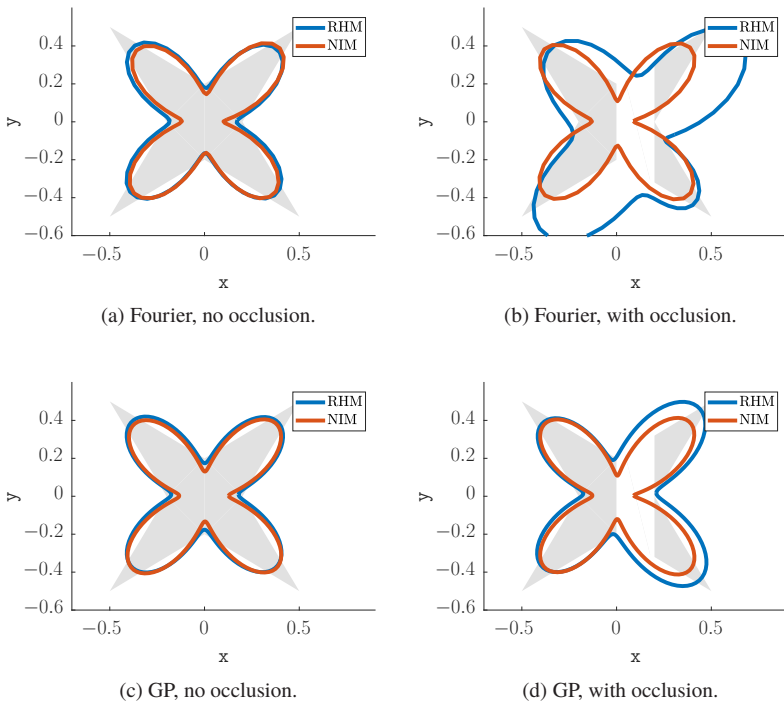 RHM
NIM
0.4
0.2
0
−0.2
−0.4
−0.6
y
−0.5
0
0.5
x
(a) Fourier, no occlusion.
RHM
NIM
0.4
0.2
0
−0.2
−0.4
−0.6
y
−0.5
0
0.5
x
(b) Fourier, with occlusion.
RHM
NIM
0.4
0.2
0
−0.2
−0.4
−0.6
y
−0.5
0
0.5
x
(c) GP, no occlusion.
RHM
NIM
0.4
0.2
0
−0.2
−0.4
−0.6
y
−0.5
0
0.5
x
(d) GP, with occlusion.